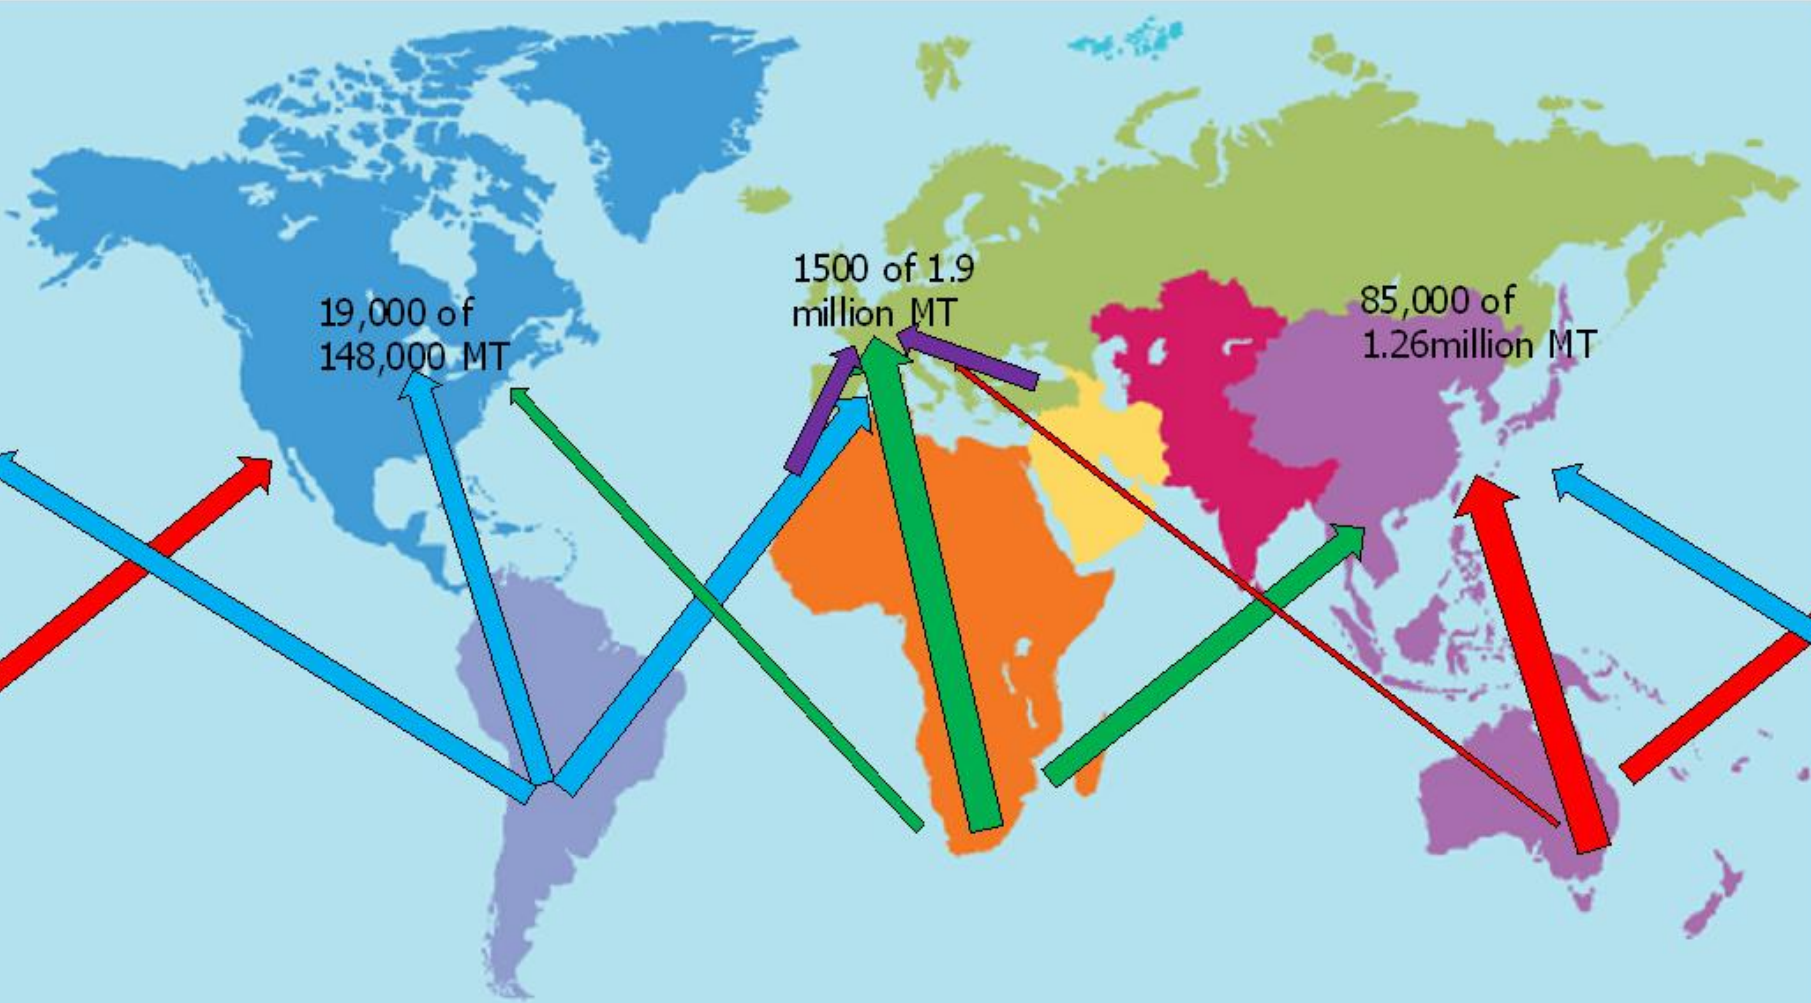 19,000 of
148,000 MT
1500 of 1.9
million MT
85,000 of
1.26million MT